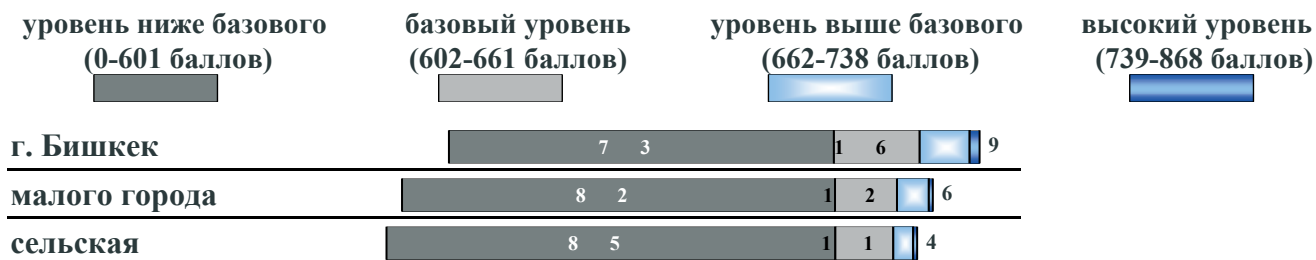 уровень ниже базового
(0-601 баллов)
базовый уровень
(602-661 баллов)
уровень выше базового
(662-738 баллов)
высокий уровень
(739-868 баллов)
г. Бишкек 7 3 1 6 9
малого города 8 2 1 2 6
сельская 8 5 1 1 4